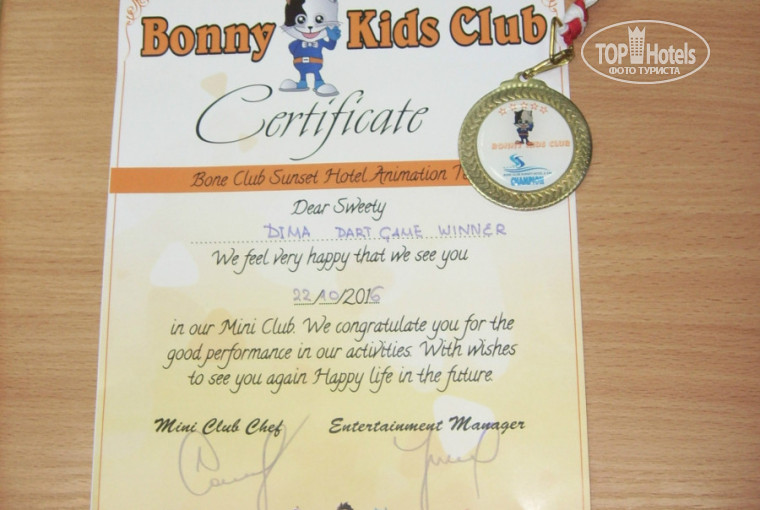 Bonny Kids Club
TOP Hotels
ФОТО ТУРИСТА
Certificate
BONNY KIDS CLUB
CHAMPION
Bone Club Sunset Hotel Animation
Dear Sweety
DIMA DART GAME WINNER
We feel very happy that we see you
22/10/2016
in our Mini Club. We congratulate you for the
good performance in our activities. With wishes
to see you again. Happy life in the future.
Mini Club Chef Entertainment Manager